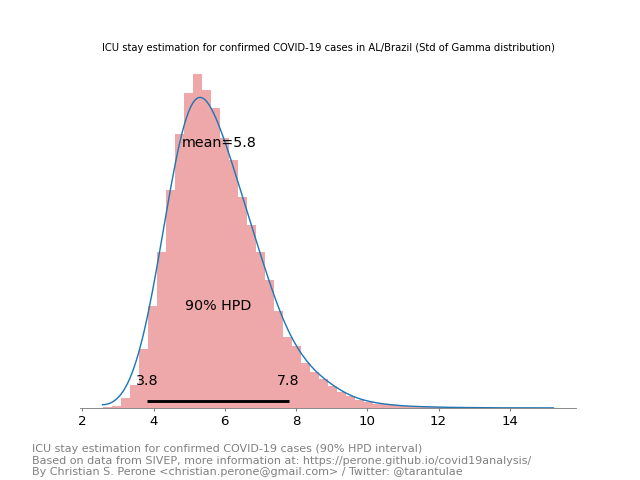 ICU stay estimation for confirmed COVID-19 cases in AL/Brazil (Std of Gamma distribution)
mean=5.8
90% HPD
3.8 7.8
2 4 6 8 10 12 14
ICU stay estimation for confirmed COVID-19 cases (90% HPD interval)
Based on data from SIVEP, more information at: https://perone.github.io/covid19analysis/
By Christian S. Perone <christian.perone@gmail.com> / Twitter: @tarantulae